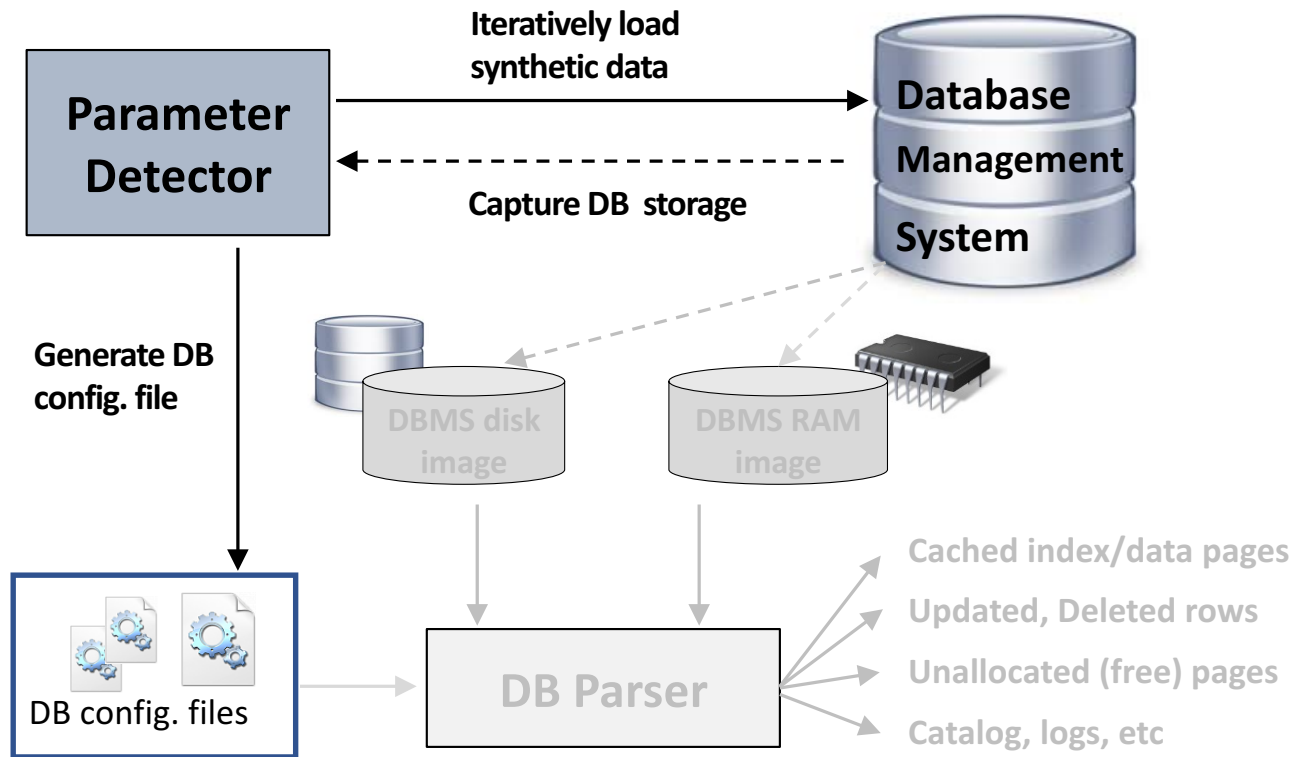 Iteratively load
synthetic data
Parameter
Detector
Database
Management
System
Capture DB storage
Generate DB
config. file
DBMS disk
image
DBMS RAM
image
Cached index/data pages
Updated, Deleted rows
Unallocated (free) pages
Catalog, logs, etc
DB Parser
DB config. files